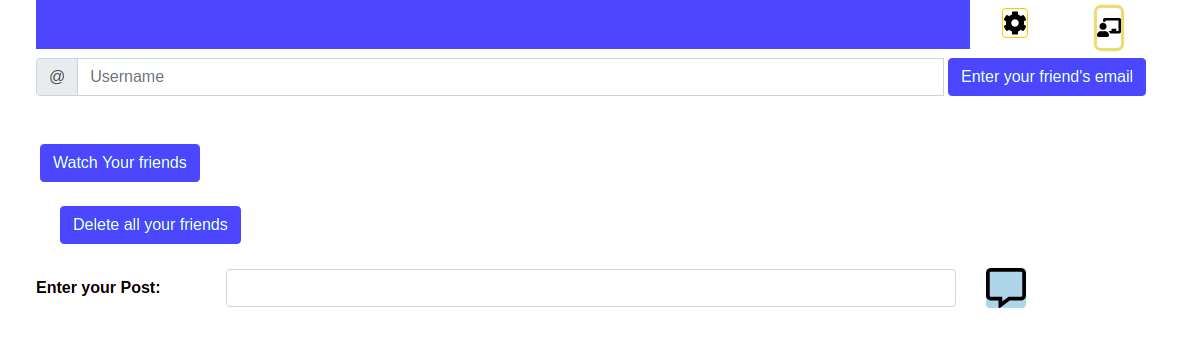 @ Username Enter your friend's email
Watch Your friends
Delete all your friends
Enter your Post: